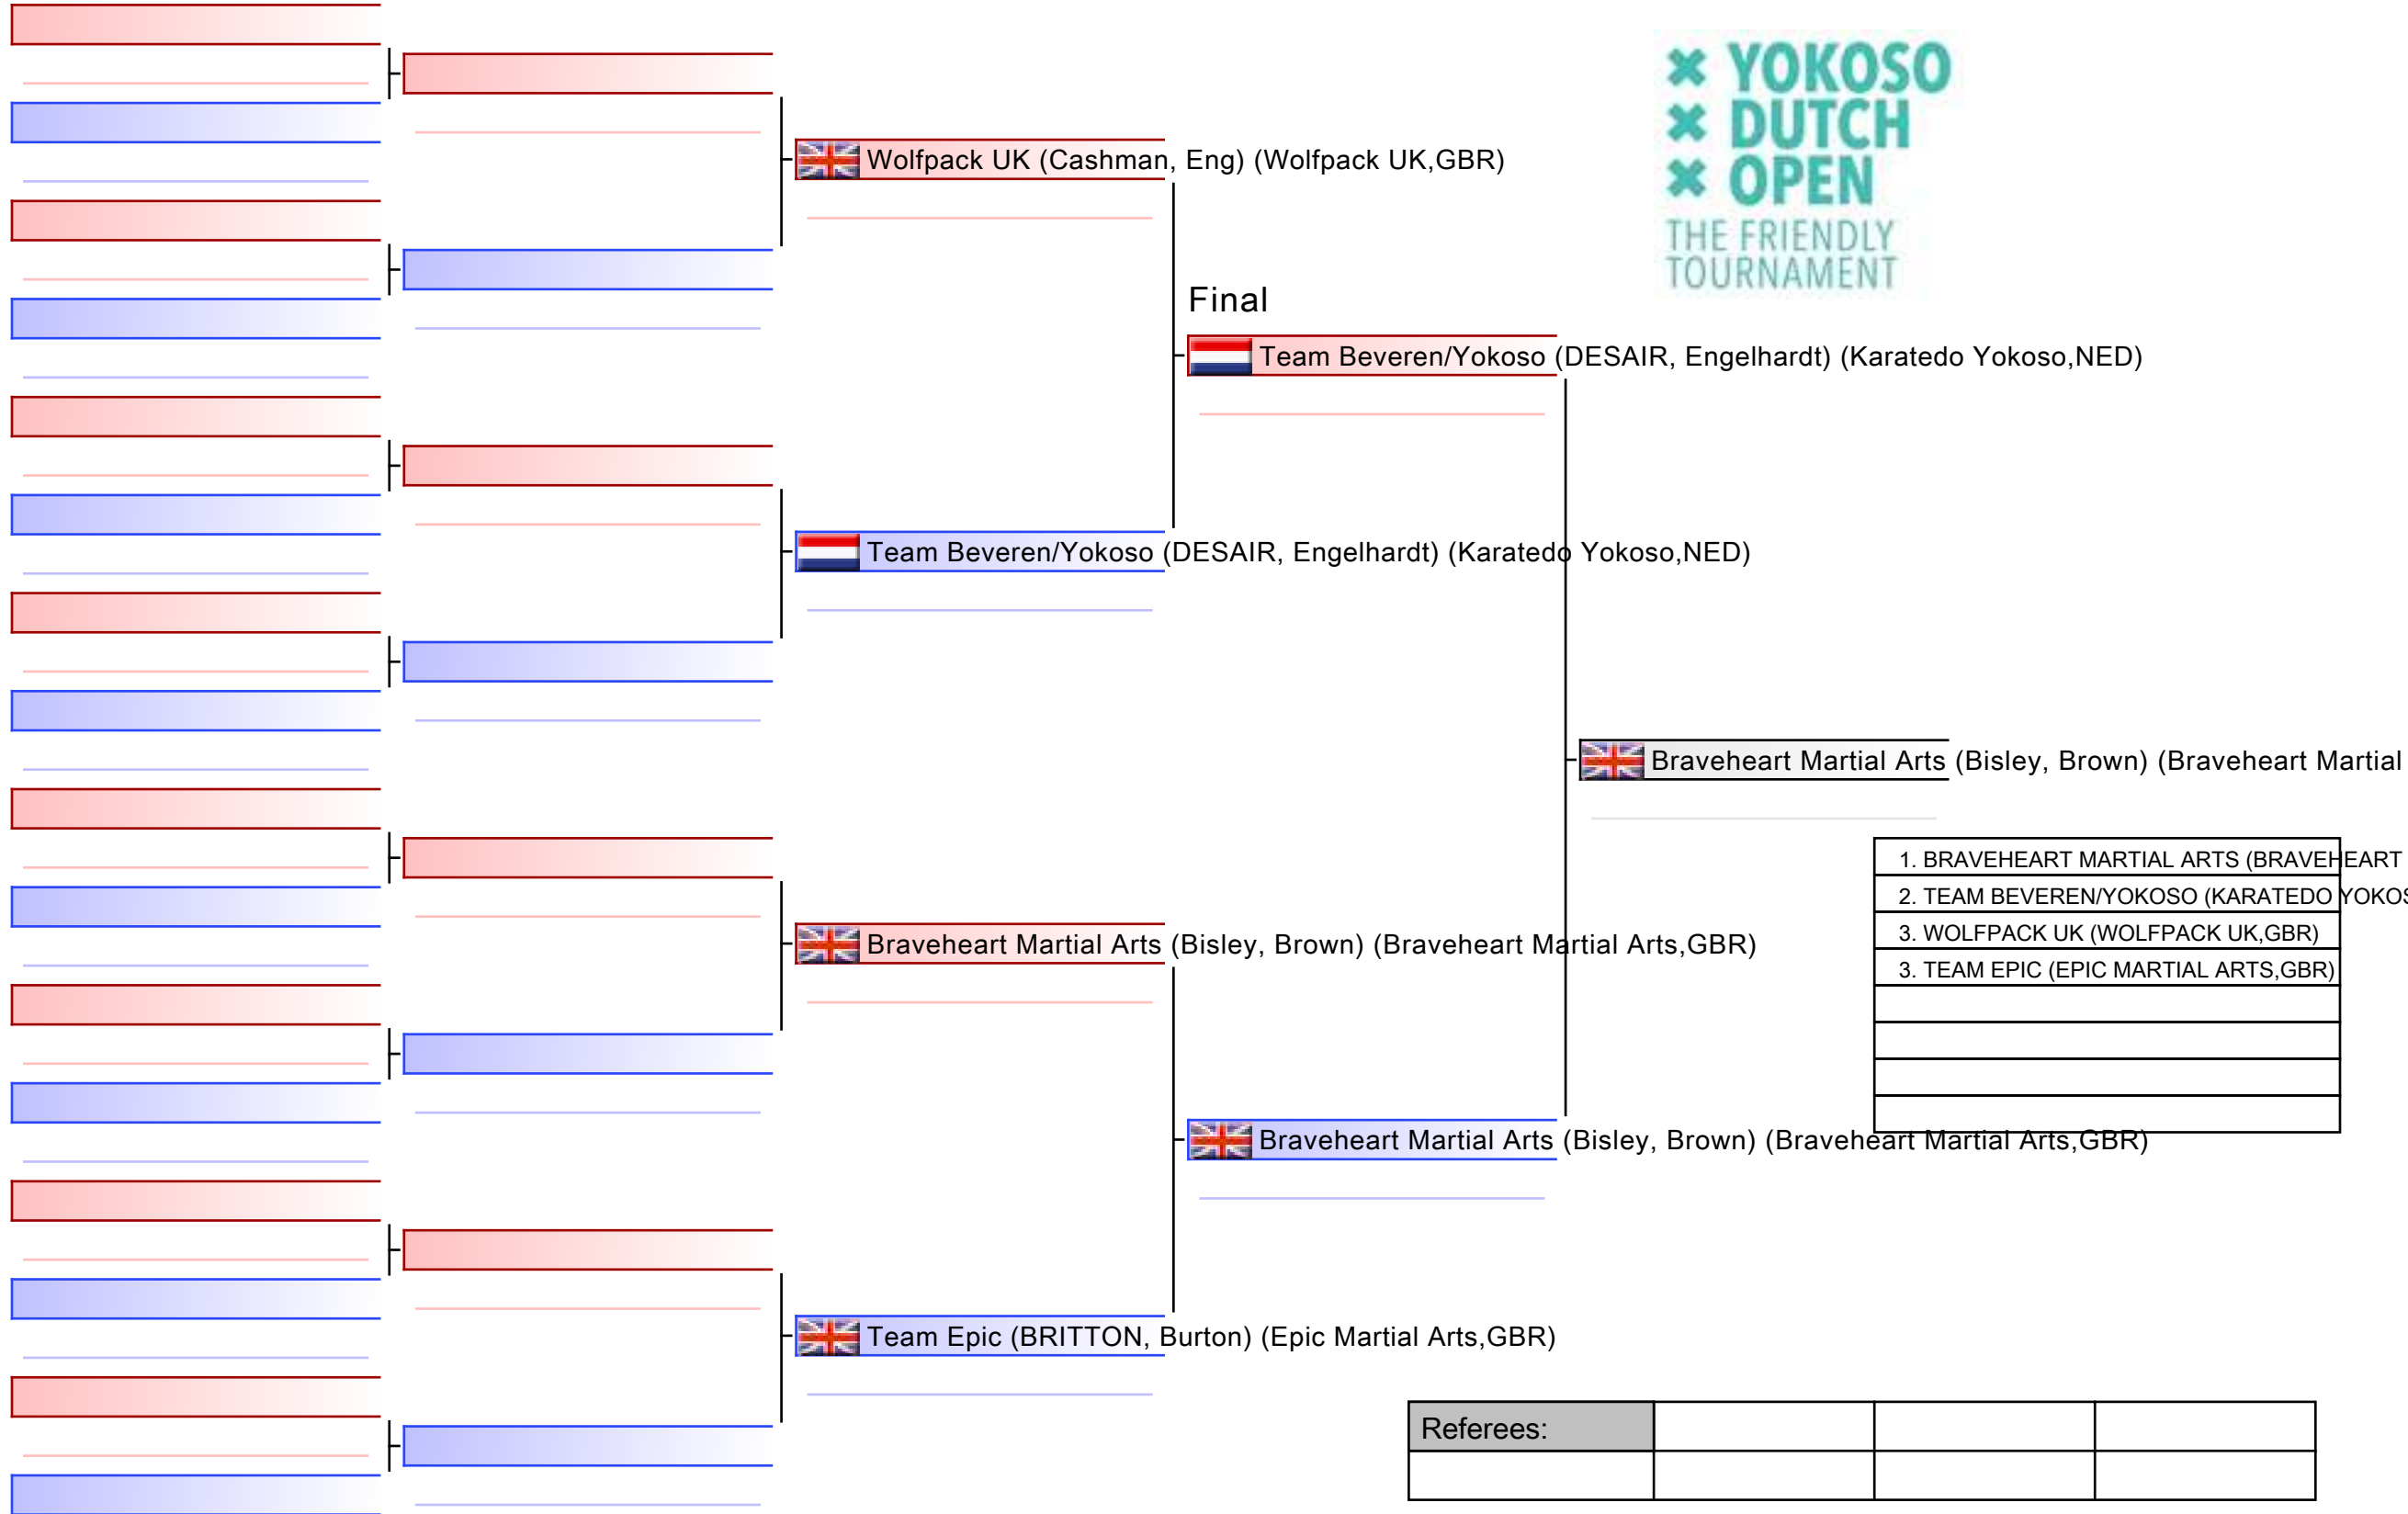 YOKOSO
DUTCH
OPEN
THE FRIENDLY
TOURNAMENT
Wolfpack UK (Cashman, Eng) (Wolfpack UK,GBR)
Final
Team Beveren/Yokoso (DESAIR, Engelhardt) (Karatedo Yokoso,NED)
Team Beveren/Yokoso (DESAIR, Engelhardt) (Karatedo Yokoso,NED)
Braveheart Martial Arts (Bisley, Brown) (Braveheart Martial
1. BRAVEHEART MARTIAL ARTS (BRAVEHEART
2. TEAM BEVEREN/YOKOSO (KARATEDO YOKOS
3. WOLFPACK UK (WOLFPACK UK,GBR)
3. TEAM EPIC (EPIC MARTIAL ARTS,GBR)
Braveheart Martial Arts (Bisley, Brown) (Braveheart Martial Arts,GBR)
Braveheart Martial Arts (Bisley, Brown) (Braveheart Martial Arts,GBR)
Team Epic (BRITTON, Burton) (Epic Martial Arts,GBR)
Referees: